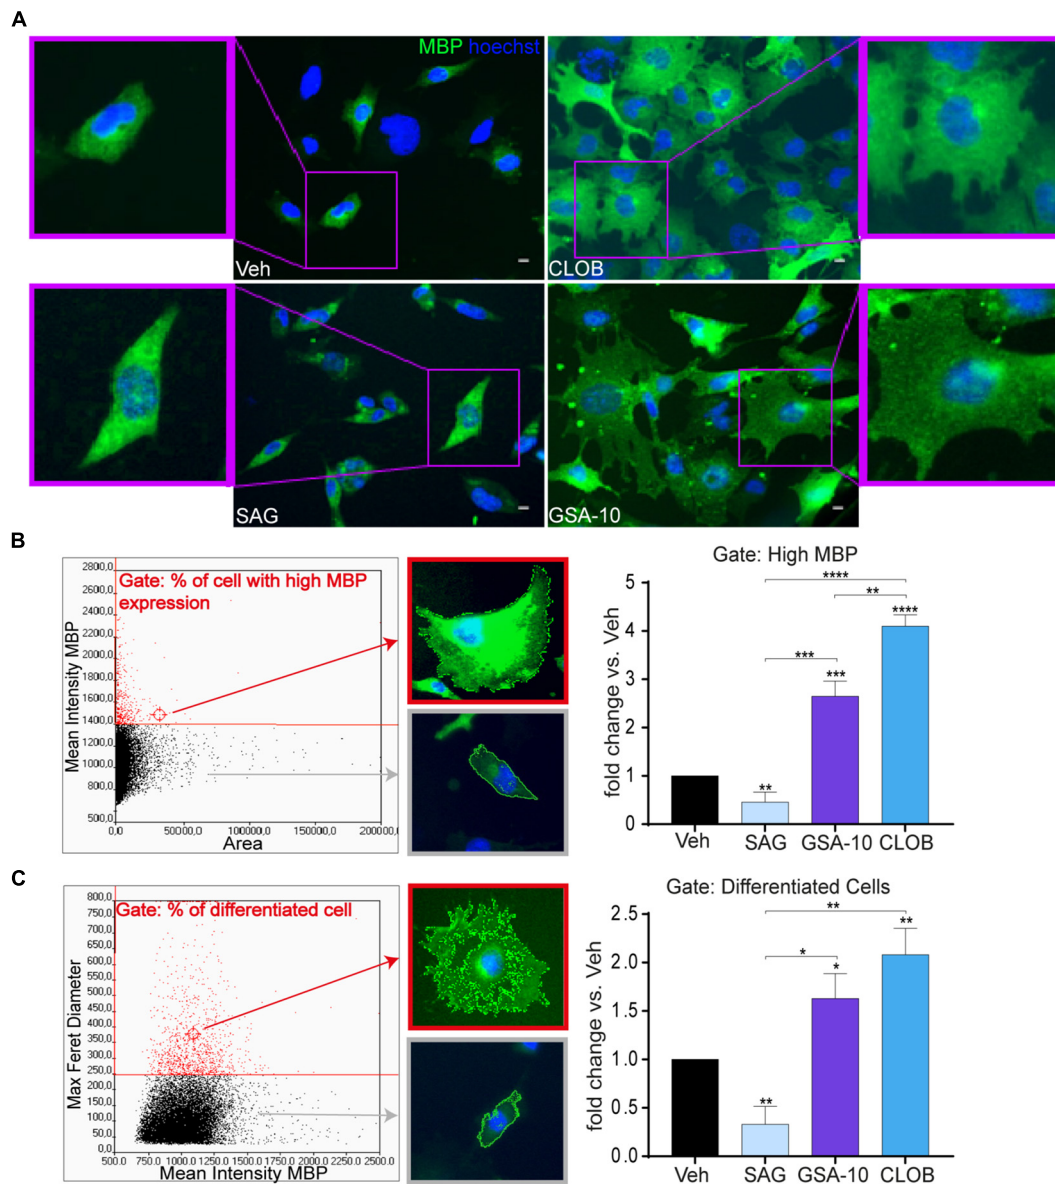 A
MBP hoechst
Veh
CLOB
SAG
GSA-10
B
Gate: % of cell with high MBP
expression
Mean Intensity MBP
2800,0
2600,0
2400,0
2200,0
2000,0
1800,0
1600,0
1400,0
1200,0
1000,0
800,0
500,0
0,0
50000,0
100000,0
150000,0
200000,0
Area
Gate: High MBP
fold change vs. Veh
5
4
3
2
1
0
****
**
****
***
***
**
Veh
SAG
GSA-10
CLOB
C
Gate: % of differentiated cell
Max Feret Diameter
800,0
750,0
700,0
650,0
600,0
550,0
500,0
450,0
400,0
350,0
300,0
250,0
200,0
150,0
100,0
50,0
0,0
500,0
750,0
1000,0
1250,0
1500,0
1750,0
2000,0
2250,0
2500,0
Mean Intensity MBP
Gate: Differentiated Cells
fold change vs. Veh
2.5
2.0
1.5
1.0
0.5
0.0
**
**
*
*
**
Veh
SAG
GSA-10
CLOB